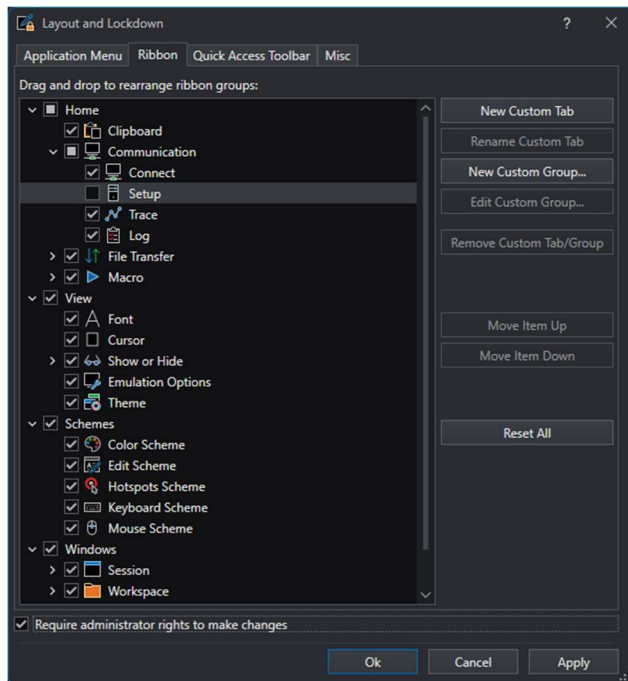 Layout and Lockdown
?
Application Menu Ribbon Quick Access Toolbar Misc
Drag and drop to rearrange ribbon groups:
Home
Clipboard
Communication
Connect
Setup
Trace
Log
File Transfer
Macro
View
Font
Cursor
Show or Hide
Emulation Options
Theme
Schemes
Color Scheme
Edit Scheme
Hotspots Scheme
Keyboard Scheme
Mouse Scheme
Windows
Session
Workspace
New Custom Tab
Rename Custom Tab
New Custom Group...
Edit Custom Group...
Remove Custom Tab/Group
Move Item Up
Move Item Down
Reset All
Require administrator rights to make changes
Ok Cancel Apply